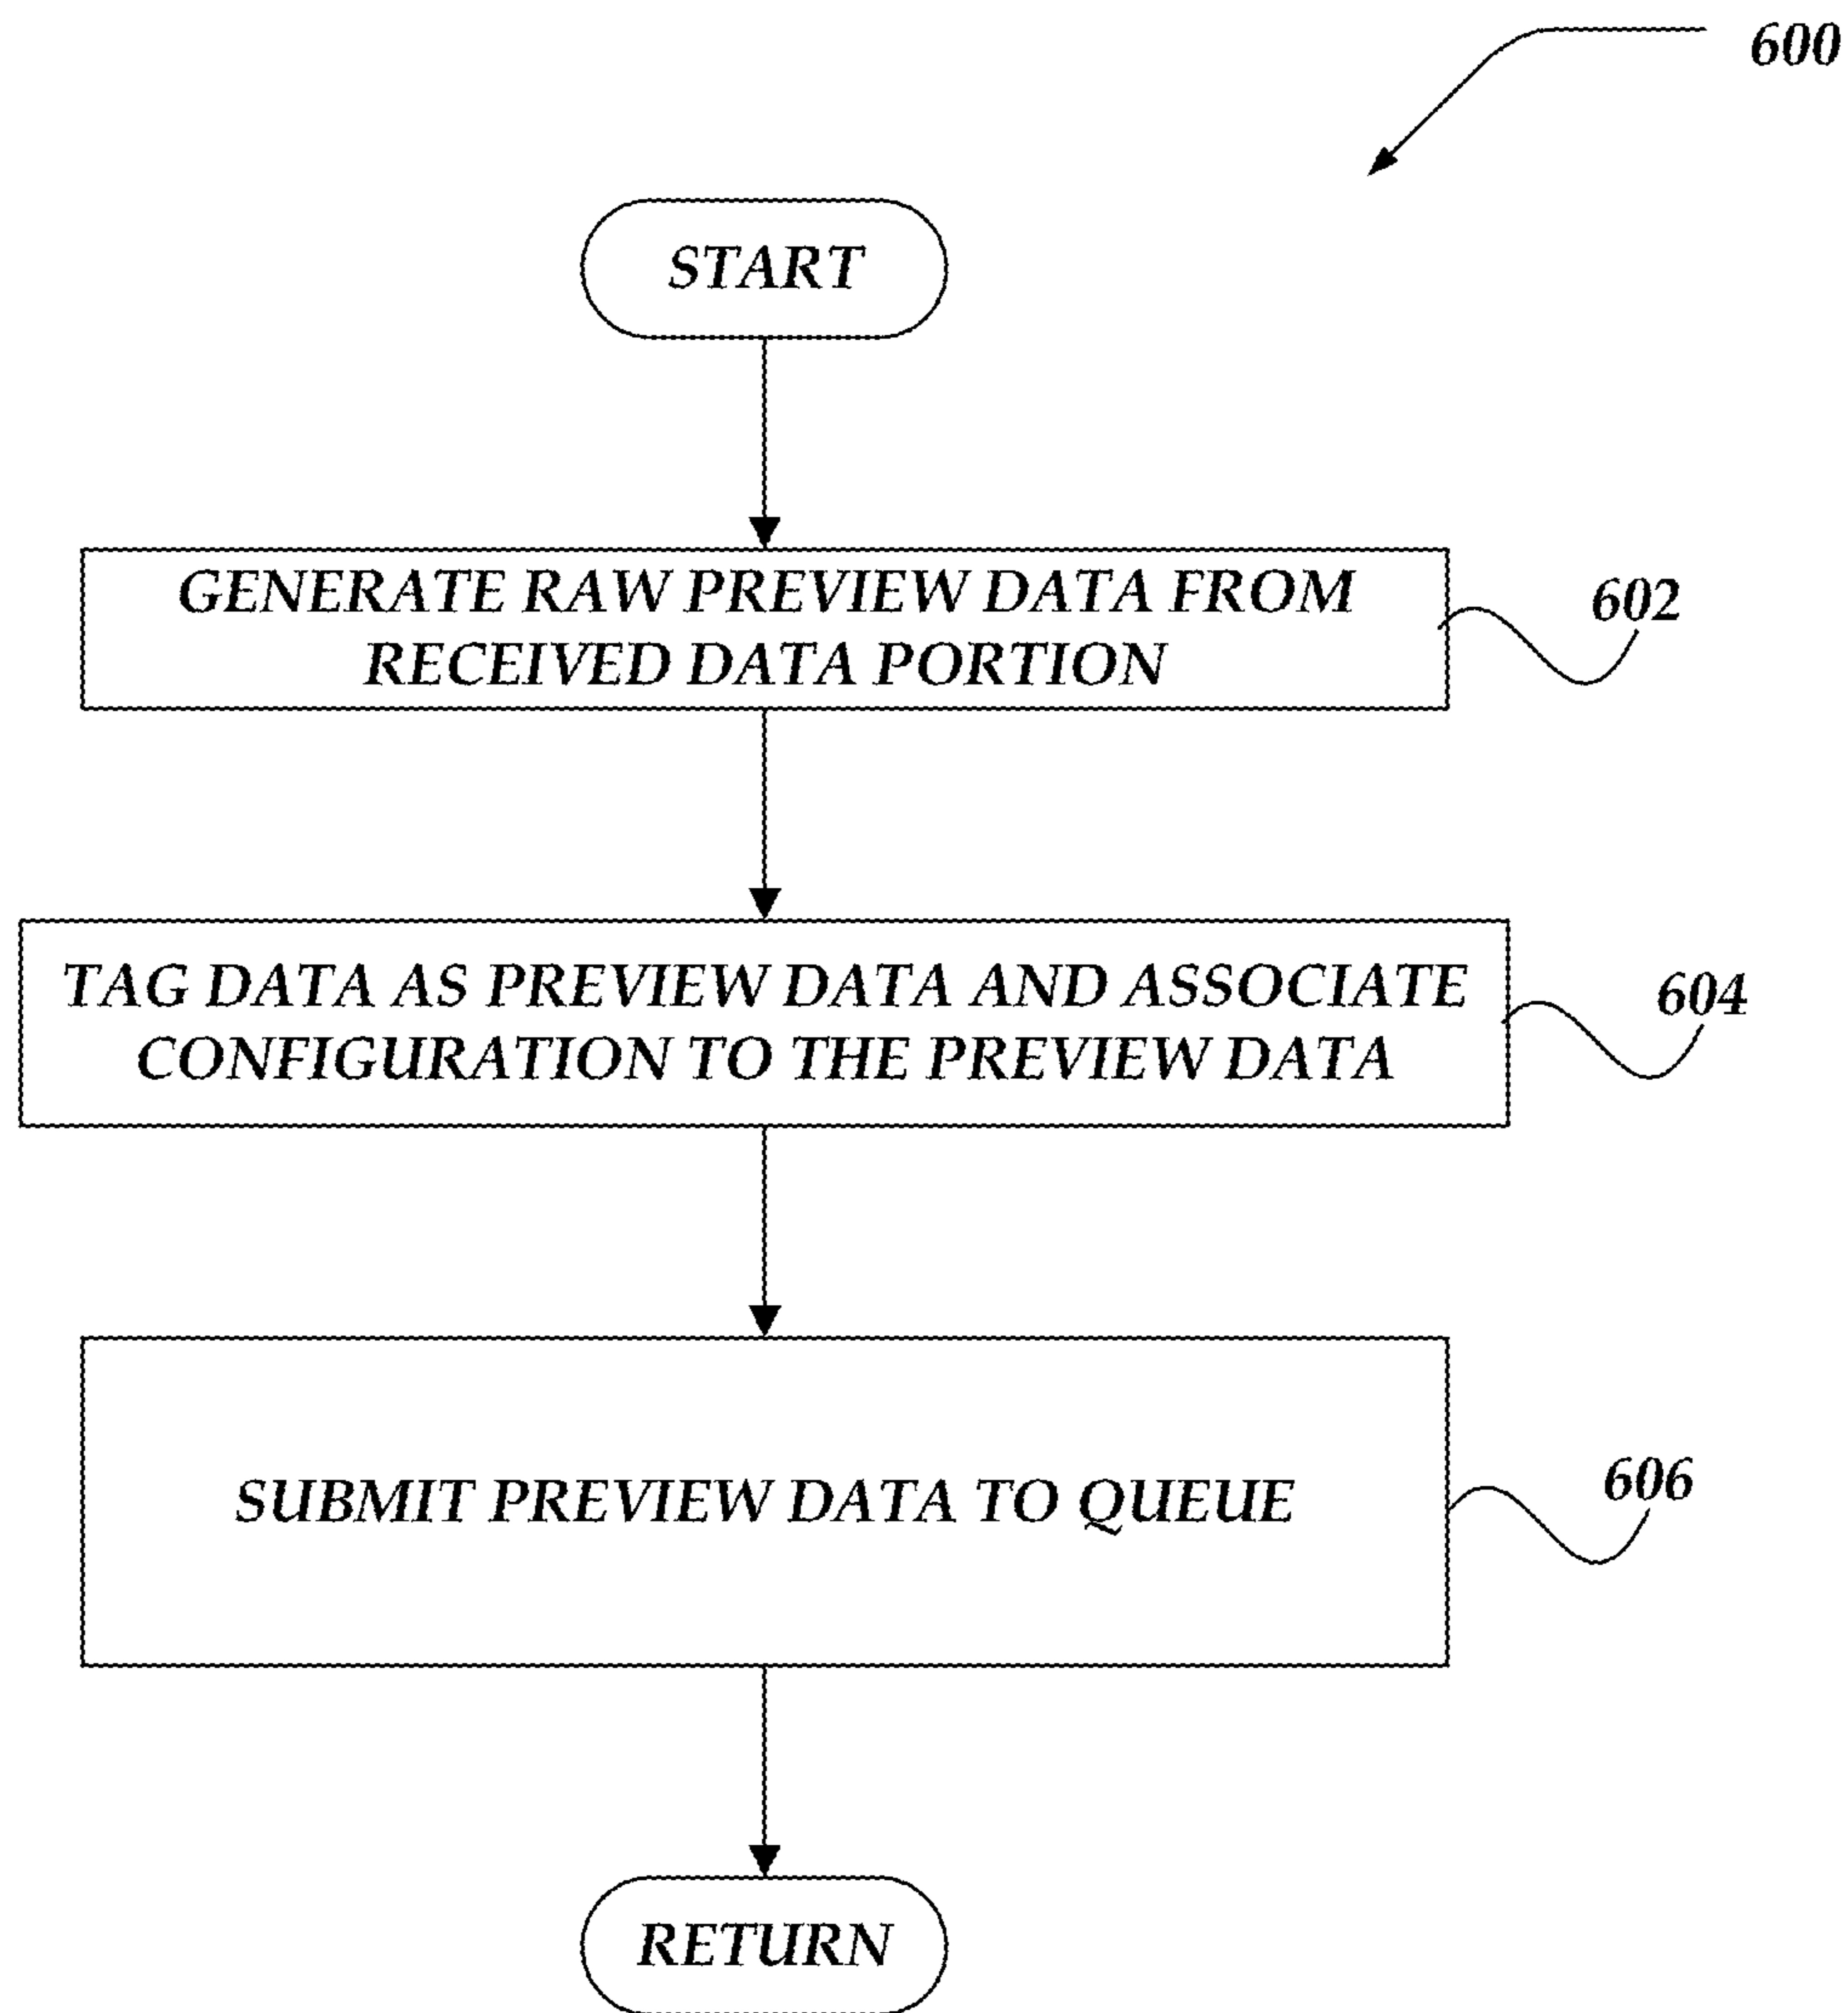 600
START
GENERATE RAW PREVIEW DATA FROM
RECEIVED DATA PORTION
602
TAG DATA AS PREVIEW DATA AND ASSOCIATE
CONFIGURATION TO THE PREVIEW DATA
604
SUBMIT PREVIEW DATA TO QUEUE
606
RETURN